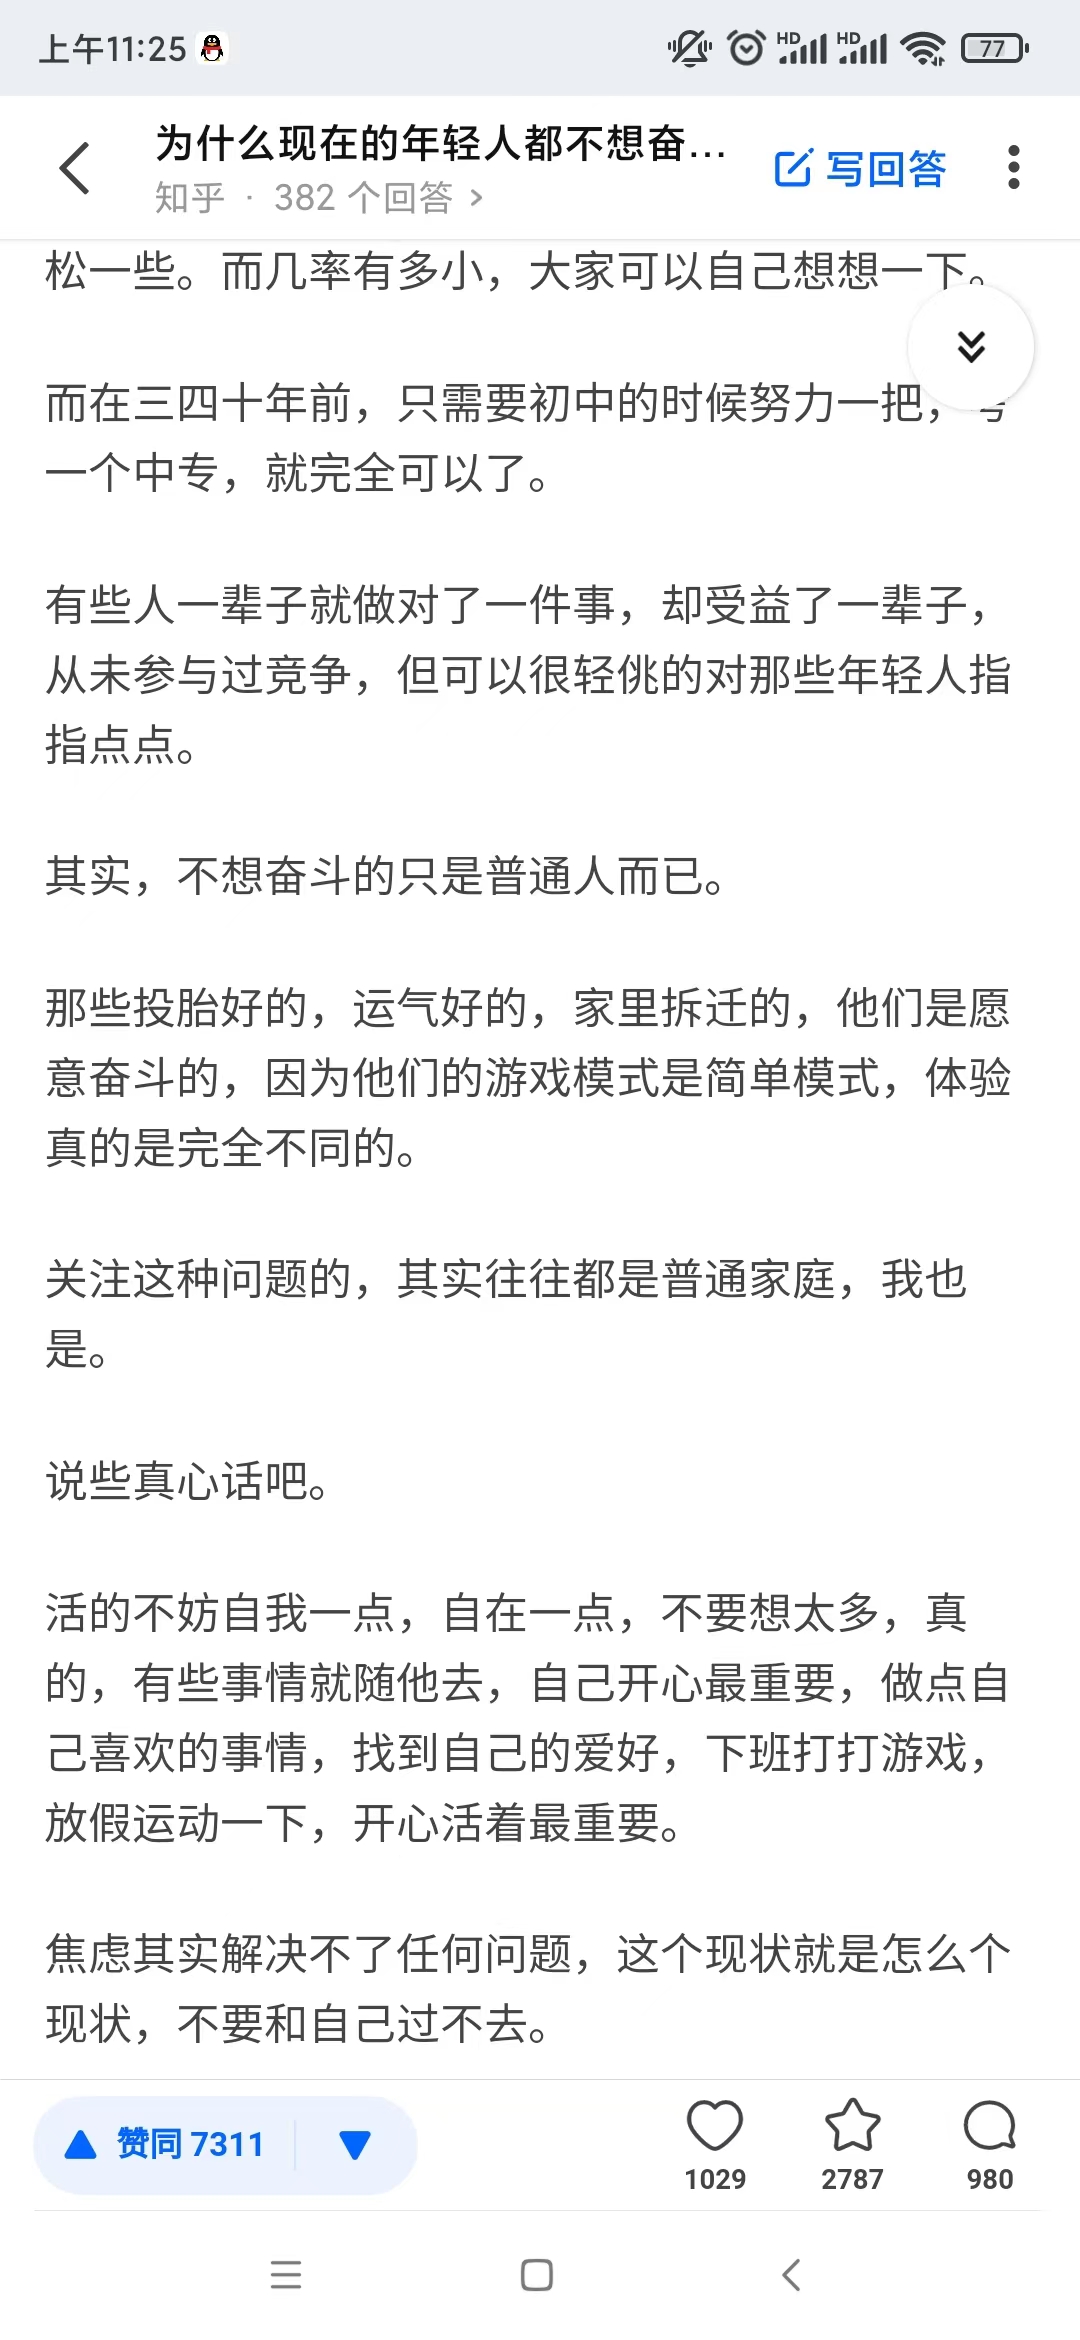 上午11:25
HD HD 77
为什么现在的年轻人都不想奋...
知乎 · 382 个回答 >
写回答
松一些。而几率有多小，大家可以自己想想一下。
而在三四十年前，只需要初中的时候努力一把，
一个中专，就完全可以了。
有些人一辈子就做对了一件事，却受益了一辈子，
从未参与过竞争，但可以很轻佻的对那些年轻人指
指点点。
其实，不想奋斗的只是普通人而已。
那些投胎好的，运气好的，家里拆迁的，他们是愿
意奋斗的，因为他们的游戏模式是简单模式，体验
真的是完全不同的。
关注这种问题的，其实往往都是普通家庭，我也
是。
说些真心话吧。
活的不妨自我一点，自在一点，不要想太多，真
的，有些事情就随他去，自己开心最重要，做点自
己喜欢的事情，找到自己的爱好，下班打打游戏，
放假运动一下，开心活着最重要。
焦虑其实解决不了任何问题，这个现状就是怎么个
现状，不要和自己过不去。
赞同 7311
1029
2787
980